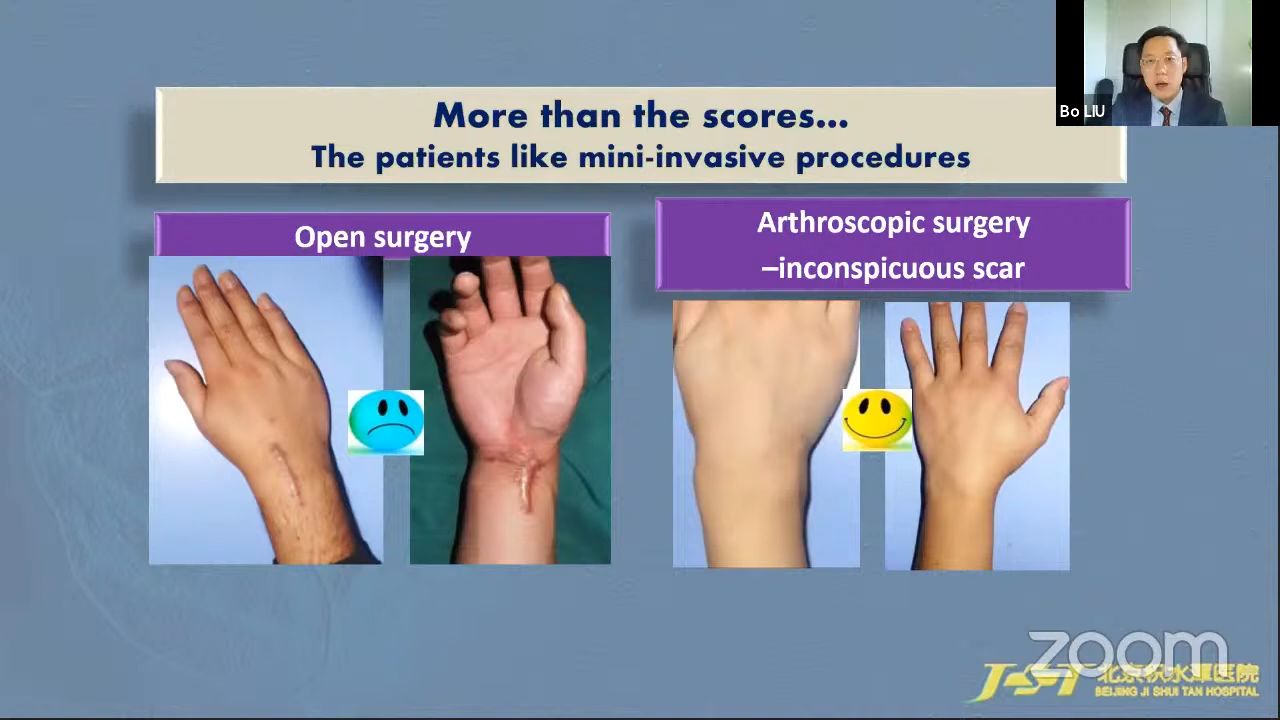 More than the scores...
The patients like mini-invasive procedures
Open surgery
Arthroscopic surgery
–inconspicuous scar
Bo LIU
zoom
JST 北京积水潭医院
BEIJING JI SHUI TAN HOSPITAL